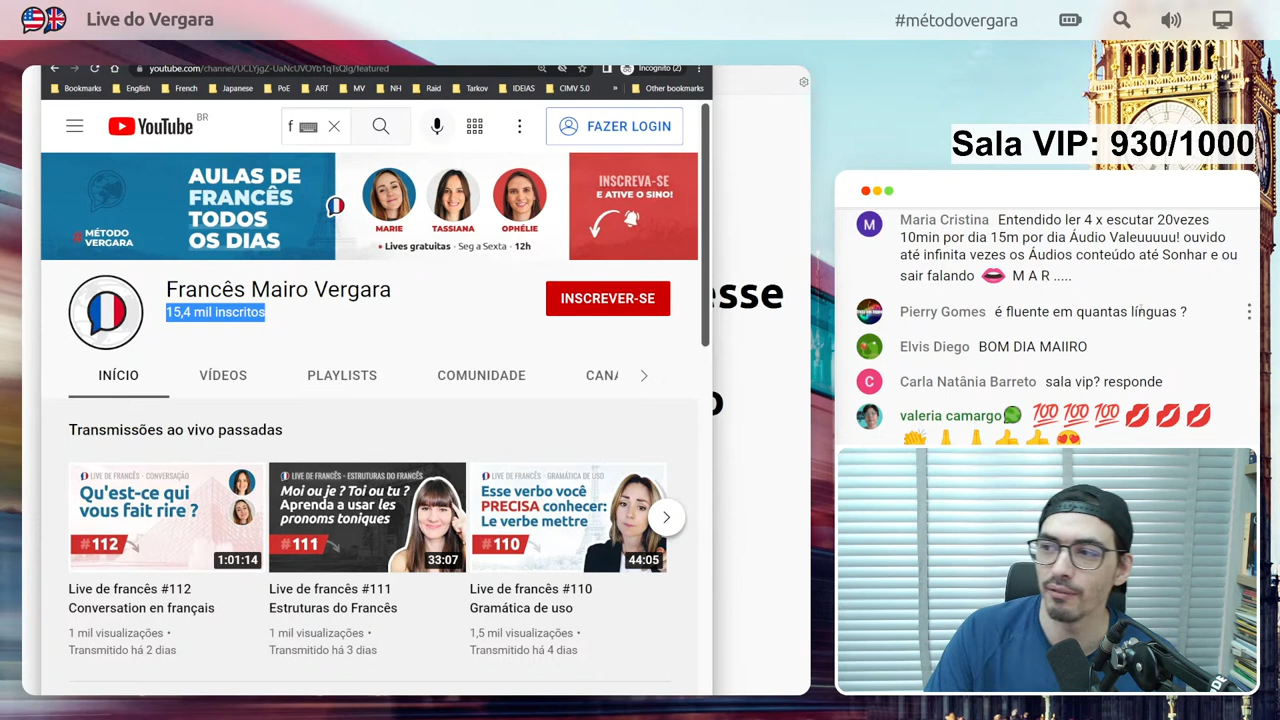 Live do Vergara
#métodovergara
youtube.com/channel/UCLYjgZ-UaNcUVOYb1q1sQlg/featured
Incognito (2)
Bookmarks English French Japanese PoE ART MV NH Raid Tarkov IDEIAS CIMV 5.0 » Other bookmarks
YouTube BR
f
FAZER LOGIN
# MÉTODO
VERGARA
AULAS DE
FRANCÊS
TODOS
OS DIAS
MARIE TASSIANA OPHÉLIE
• Lives gratuitas • Seg a Sexta • 12h
INSCREVA-SE
E ATIVE O SINO!
Francês Mairo Vergara
15,4 mil inscritos
INSCREVER-SE
esse
INÍCIO VÍDEOS PLAYLISTS COMUNIDADE CANA
Transmissões ao vivo passadas
LIVE DE FRANCÊS - CONVERSAÇÃO
Qu'est-ce qui
vous fait rire ?
#112
1:01:14
LIVE DE FRANCÊS - ESTRUTURAS DO FRANCÊS
Moi ou je ? Toi ou tu ?
Aprenda a usar les
pronoms toniques
#111
33:07
LIVE DE FRANCÊS - GRAMÁTICA DE USO
Esse verbo você
PRECISA conhecer:
Le verbe mettre
#110
44:05
Live de francês #112
Conversation en français
1 mil visualizações •
Transmitido há 2 dias
Live de francês #111
Estruturas do Francês
1 mil visualizações •
Transmitido há 3 dias
Live de francês #110
Gramática de uso
1,5 mil visualizações •
Transmitido há 4 dias
Sala VIP: 930/1000
M Maria Cristina Entendido ler 4 x escutar 20vezes
10min por dia 15m por dia Áudio Valeuuuuu! ouvido
até infinita vezes os Áudios conteúdo até Sonhar e ou
sair falando 👄 M A R .....
Pierry Gomes é fluente em quantas línguas ?
Elvis Diego BOM DIA MAIIRO
C Carla Natânia Barreto sala vip? responde
valeria camargo 💯 💯 💯 💋 💋 💋